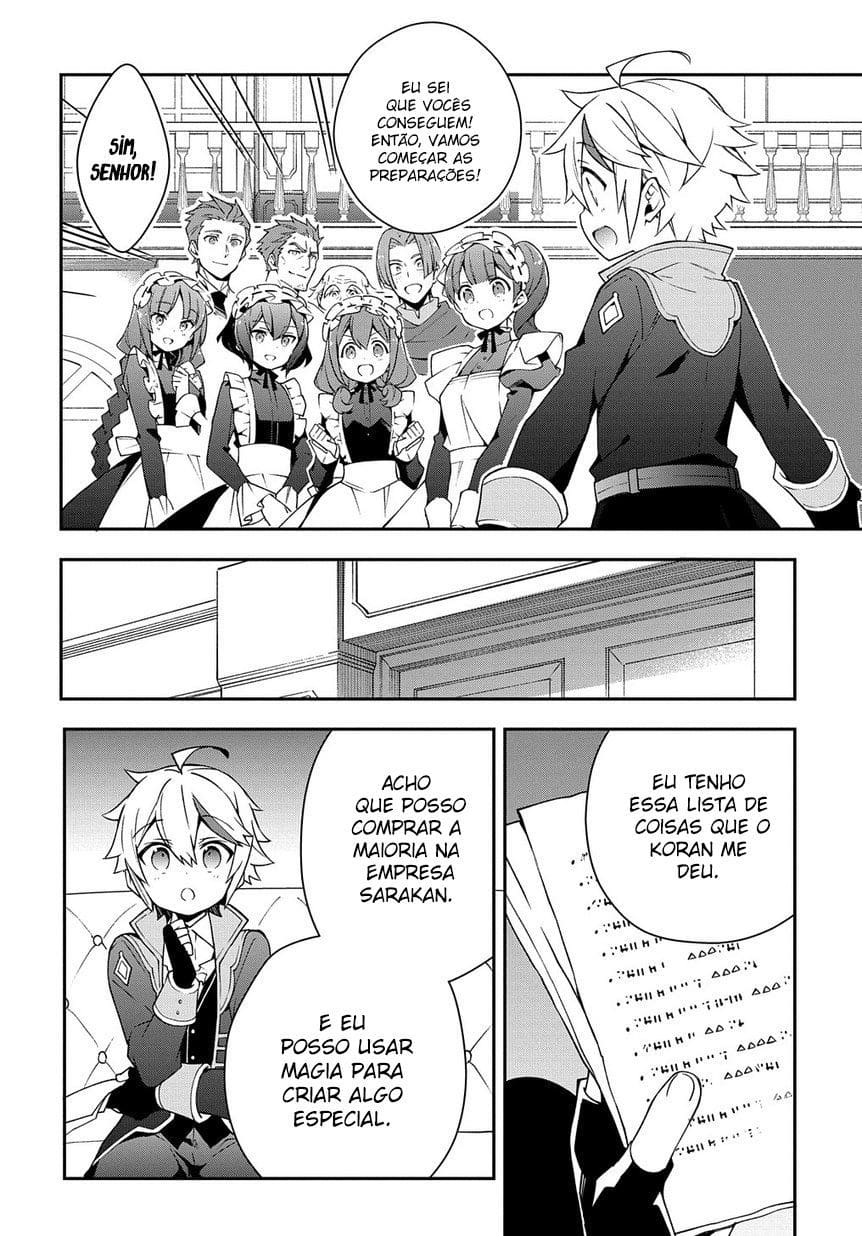 EU SEI
QUE VOCÊS
CONSEGUEM!
ENTÃO, VAMOS
COMEÇAR AS
PREPARAÇÕES!
SIM,
SENHOR!
EU TENHO
ESSA LISTA DE
COISAS QUE O
KORAN ME
DEU.
ACHO
QUE POSSO
COMPRAR A
MAIORIA NA
EMPRESA
SARAKAN.
E EU
POSSO USAR
MAGIA PARA
CRIAR ALGO
ESPECIAL.